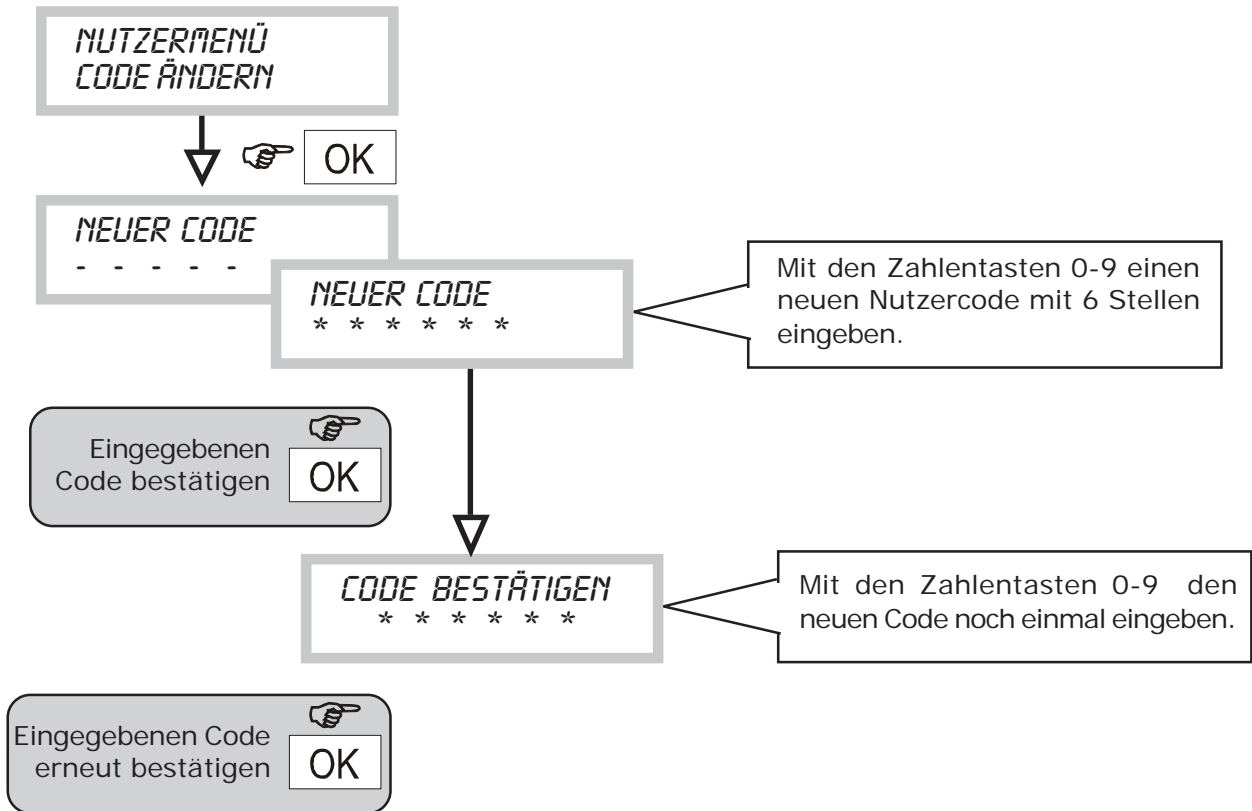 NUTZERMENÜ
CODE ÄNDERN
OK
NEUER CODE
- - - - -
NEUER CODE
* * * * * *
Mit den Zahlentasten 0-9 einen
neuen Nutzercode mit 6 Stellen
eingeben.
Eingegebenen
Code bestätigen
OK
CODE BESTÄTIGEN
* * * * * *
Mit den Zahlentasten 0-9 den
neuen Code noch einmal eingeben.
Eingegebenen Code
erneut bestätigen
OK